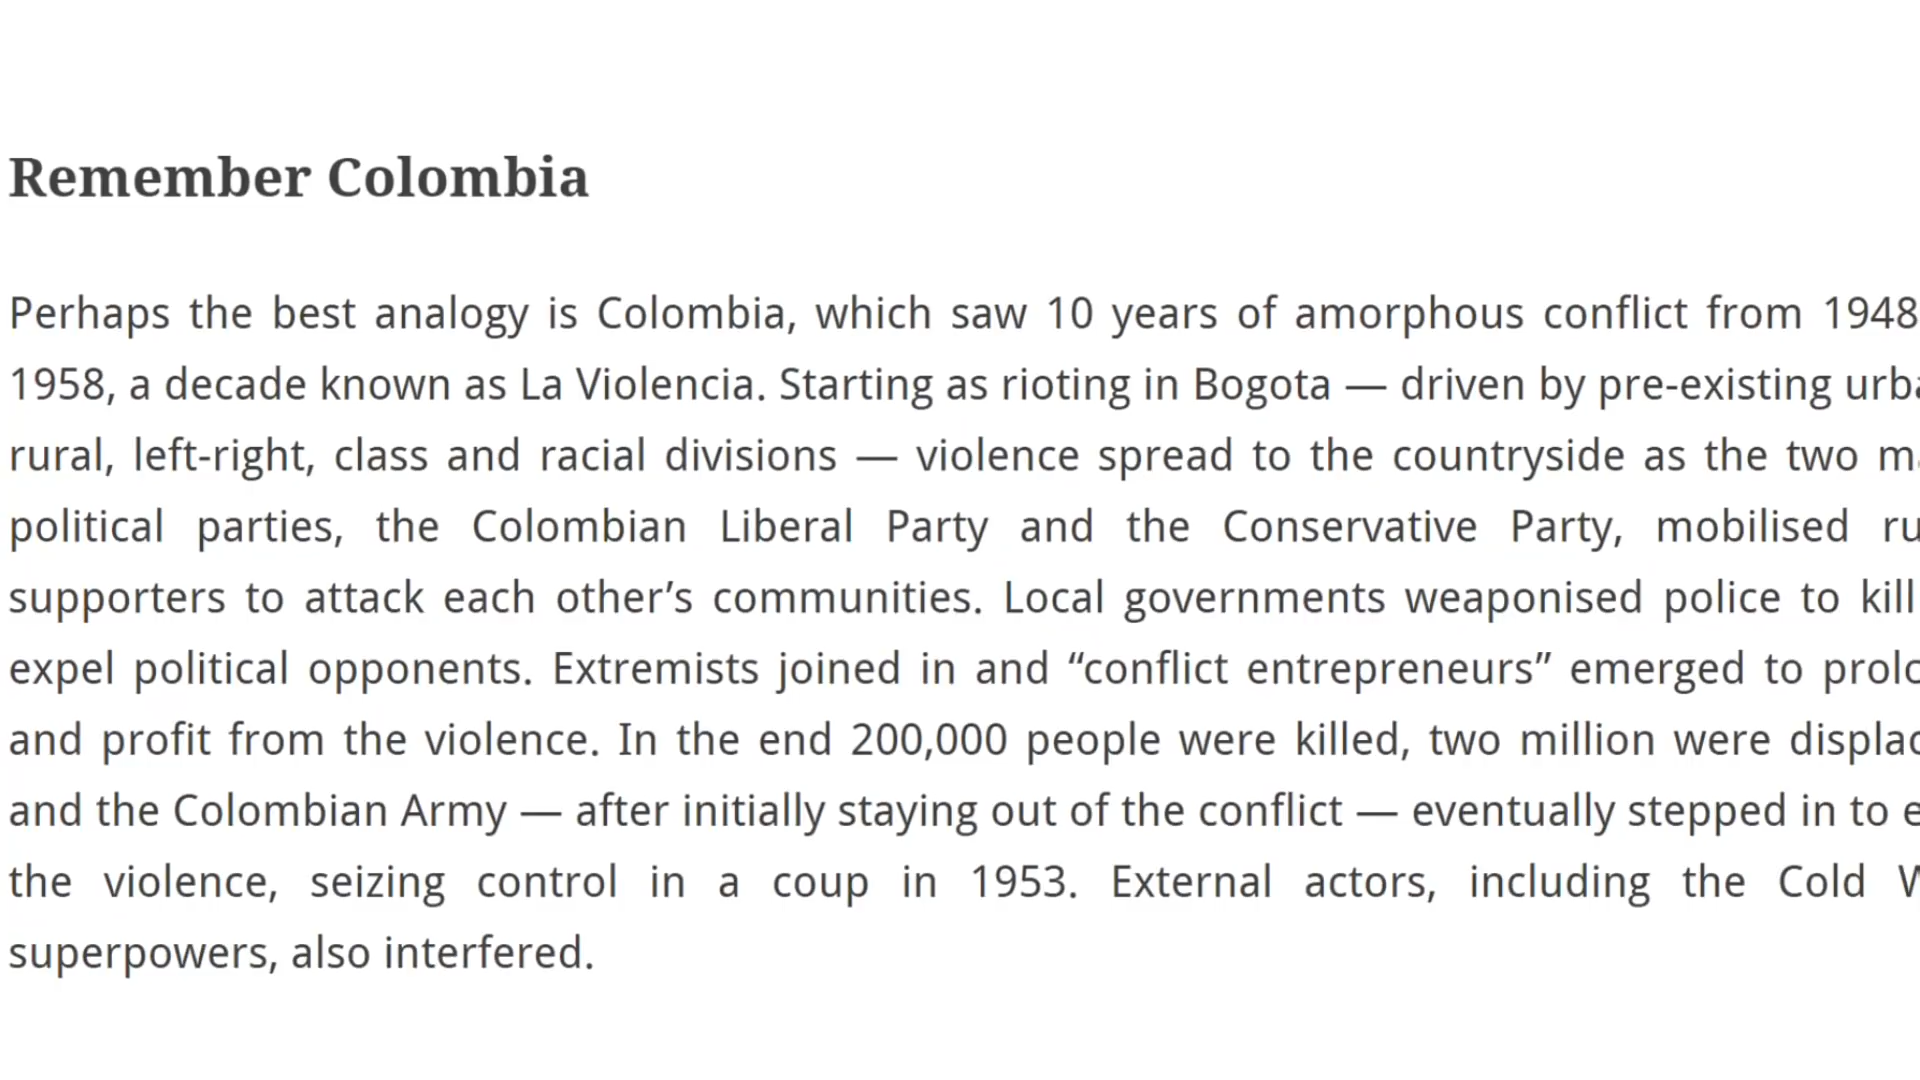 Remember Colombia
Perhaps the best analogy is Colombia, which saw 10 years of amorphous conflict from 1948
1958, a decade known as La Violencia. Starting as rioting in Bogota — driven by pre-existing
rural, left-right, class and racial divisions — violence spread to the countryside as the two
political parties, the Colombian Liberal Party and the Conservative Party, mobilised
supporters to attack each other’s communities. Local governments weaponised police to kill
expel political opponents. Extremists joined in and “conflict entrepreneurs” emerged to
and profit from the violence. In the end 200,000 people were killed, two million were
and the Colombian Army — after initially staying out of the conflict — eventually stepped in to
the violence, seizing control in a coup in 1953. External actors, including the Cold
superpowers, also interfered.